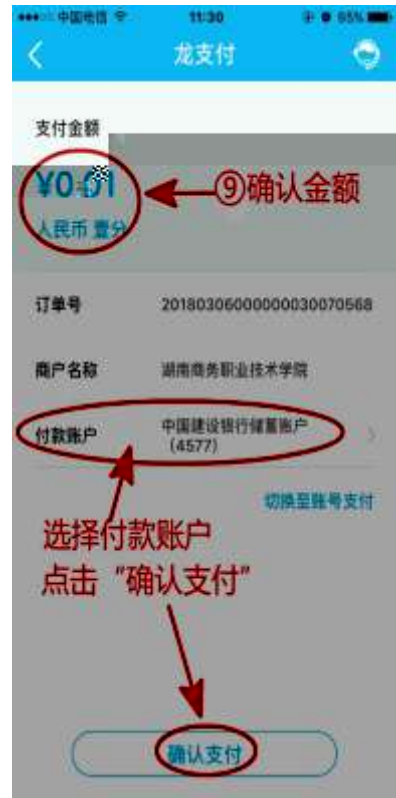 中国电信 11:30 95%
龙支付
支付金额
¥0.01
⑨确认金额
人民币 壹分
订单号 20180306000000030070568
商户名称 湖南商务职业技术学院
付款账户 中国建设银行储蓄账户
(4577)
切换至账号支付
选择付款账户
点击“确认支付”
确认支付